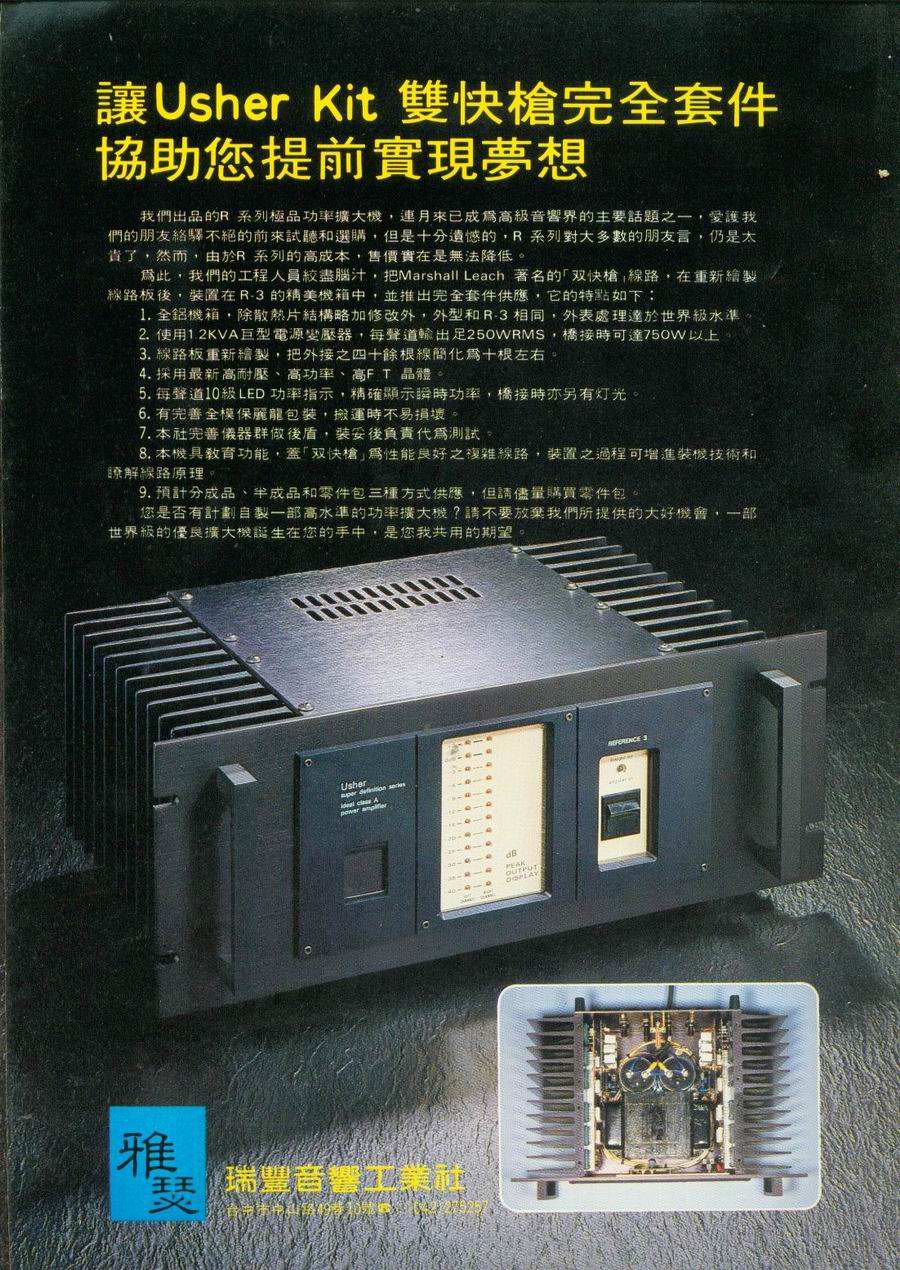 讓Usher Kit 雙快槍完全套件
協助您提前實現夢想
我們出品的R 系列極品功率擴大機，連月來已成爲高級音響界的主要話題之一，愛護我
們的朋友絡驛不絕的前來試聽和選購，但是十分遺憾的，R 系列對大多數的朋友言，仍是太
貴了，然而，由於R 系列的高成本，售價實在是無法降低。
爲此，我們的工程人員絞盡腦汁，把Marshall Leach 著名的「双快槍」線路，在重新繪製
線路板後，裝置在R-3 的精美機箱中，並推出完全套件供應，它的特點如下：
1. 全鋁機箱，除散熱片結構略加修改外，外型和R-3 相同，外表處理達於世界級水準。
2. 使用1.2KVA巨型電源變壓器，每聲道輸出足250WRMS，橋接時可達750W以上。
3. 線路板重新繪製，把外接之四十餘根線簡化爲十根左右。
4. 採用最新高耐壓、高功率、高F T 晶體。
5. 每聲道10級LED 功率指示，精確顯示瞬時功率，橋接時亦另有灯光。
6. 有完善全模保麗龍包裝，搬運時不易損壞。
7. 本社完善儀器群做後盾，裝妥後負責代爲測試。
8. 本機具教育功能，蓋「双快槍」爲性能良好之複雜線路，裝置之過程可增進裝機技術和
瞭解線路原理。
9. 預計分成品、半成品和零件包三種方式供應，但請儘量購買零件包。
您是否有計劃自製一部高水準的功率擴大機？請不要放棄我們所提供的大好機會，一部
世界級的優良擴大機誕生在您的手中，是您我共用的期望。
Usher
super definition series
ideal class A
power amplifier
dB
PEAK
OUTPUT
DISPLAY
REFERENCE 3
雅
瑟
瑞豐音響工業社
台中市中山路49巷10號☎：(042)275257